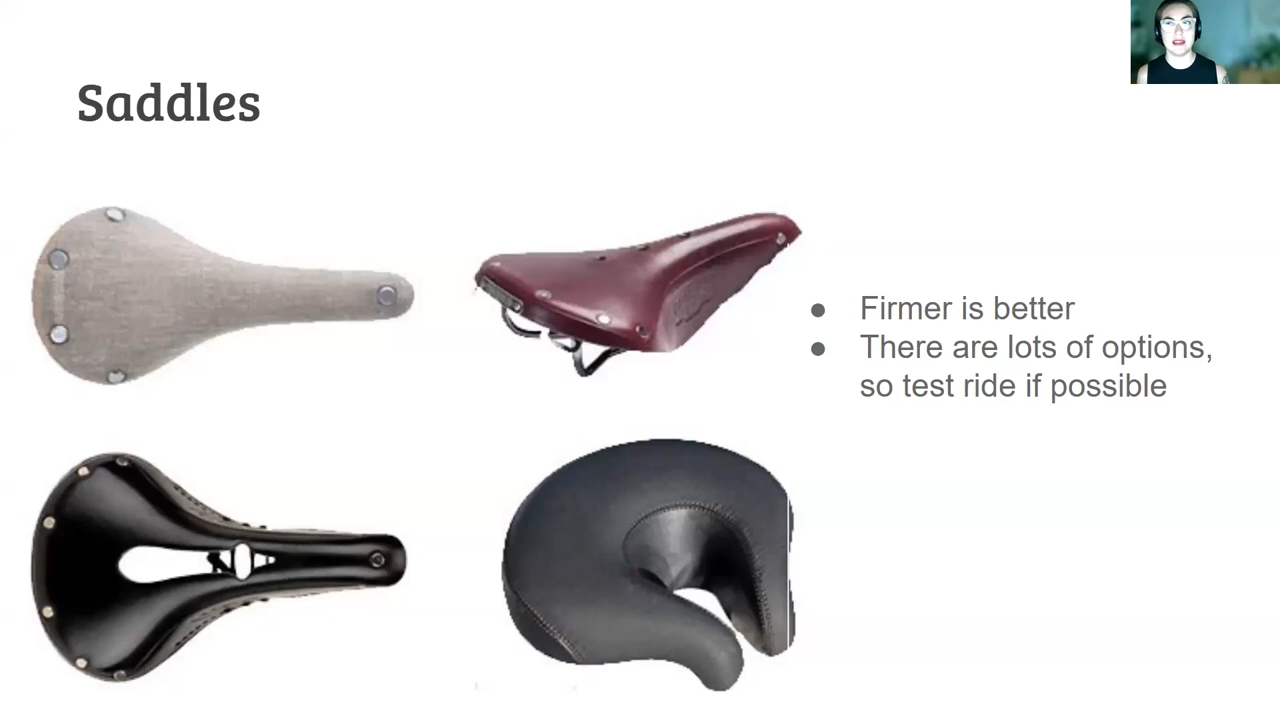 Saddles
● Firmer is better
● There are lots of options,
so test ride if possible